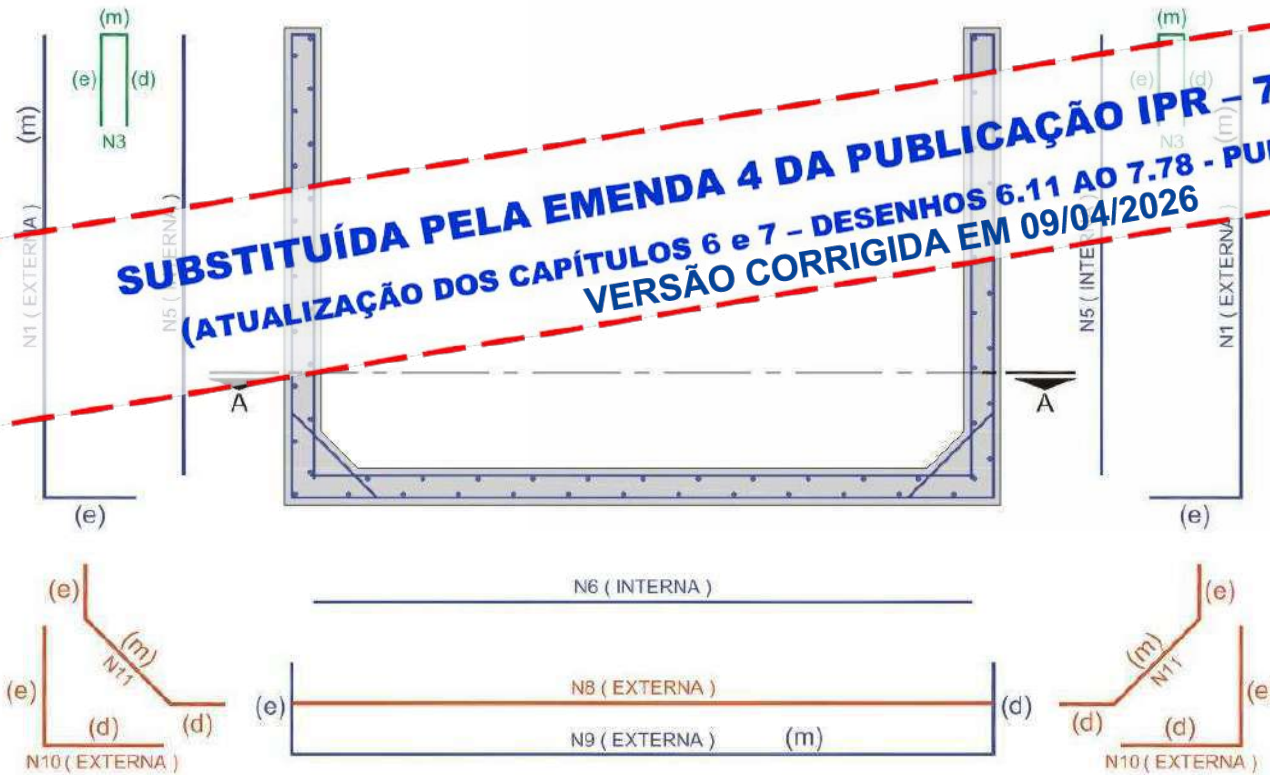 (m)
(e)
(d)
N3
(m)
N1 ( EXTERNA )
N5 ( INTERNA )
(e)
SUBSTITUÍDA PELA EMENDA 4 DA PUBLICAÇÃO IPR – 7
(ATUALIZAÇÃO DOS CAPÍTULOS 6 e 7 – DESENHOS 6.11 AO 7.78 - PU
VERSÃO CORRIGIDA EM 09/04/2026
A
A
(m)
(e)
(d)
N3
(m)
N5 ( INTERNA )
N1 ( EXTERNA )
(e)
(e)
(m)
N11
(e)
(d)
(d)
N10 ( EXTERNA )
N6 ( INTERNA )
N8 ( EXTERNA )
(e)
(d)
N9 ( EXTERNA )
(m)
(e)
(m)
N11
(e)
(d)
(d)
N10 ( EXTERNA )